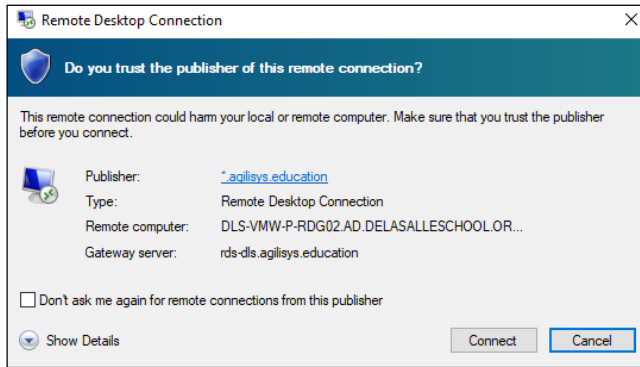 Remote Desktop Connection
Do you trust the publisher of this remote connection?
This remote connection could harm your local or remote computer. Make sure that you trust the publisher
before you connect.
Publisher: *.agilisys.education
Type: Remote Desktop Connection
Remote computer: DLS-VMW-P-RDG02.AD.DELASALLESCHOOL.OR...
Gateway server: rds-dls.agilisys.education
Don't ask me again for remote connections from this publisher
Show Details Connect Cancel